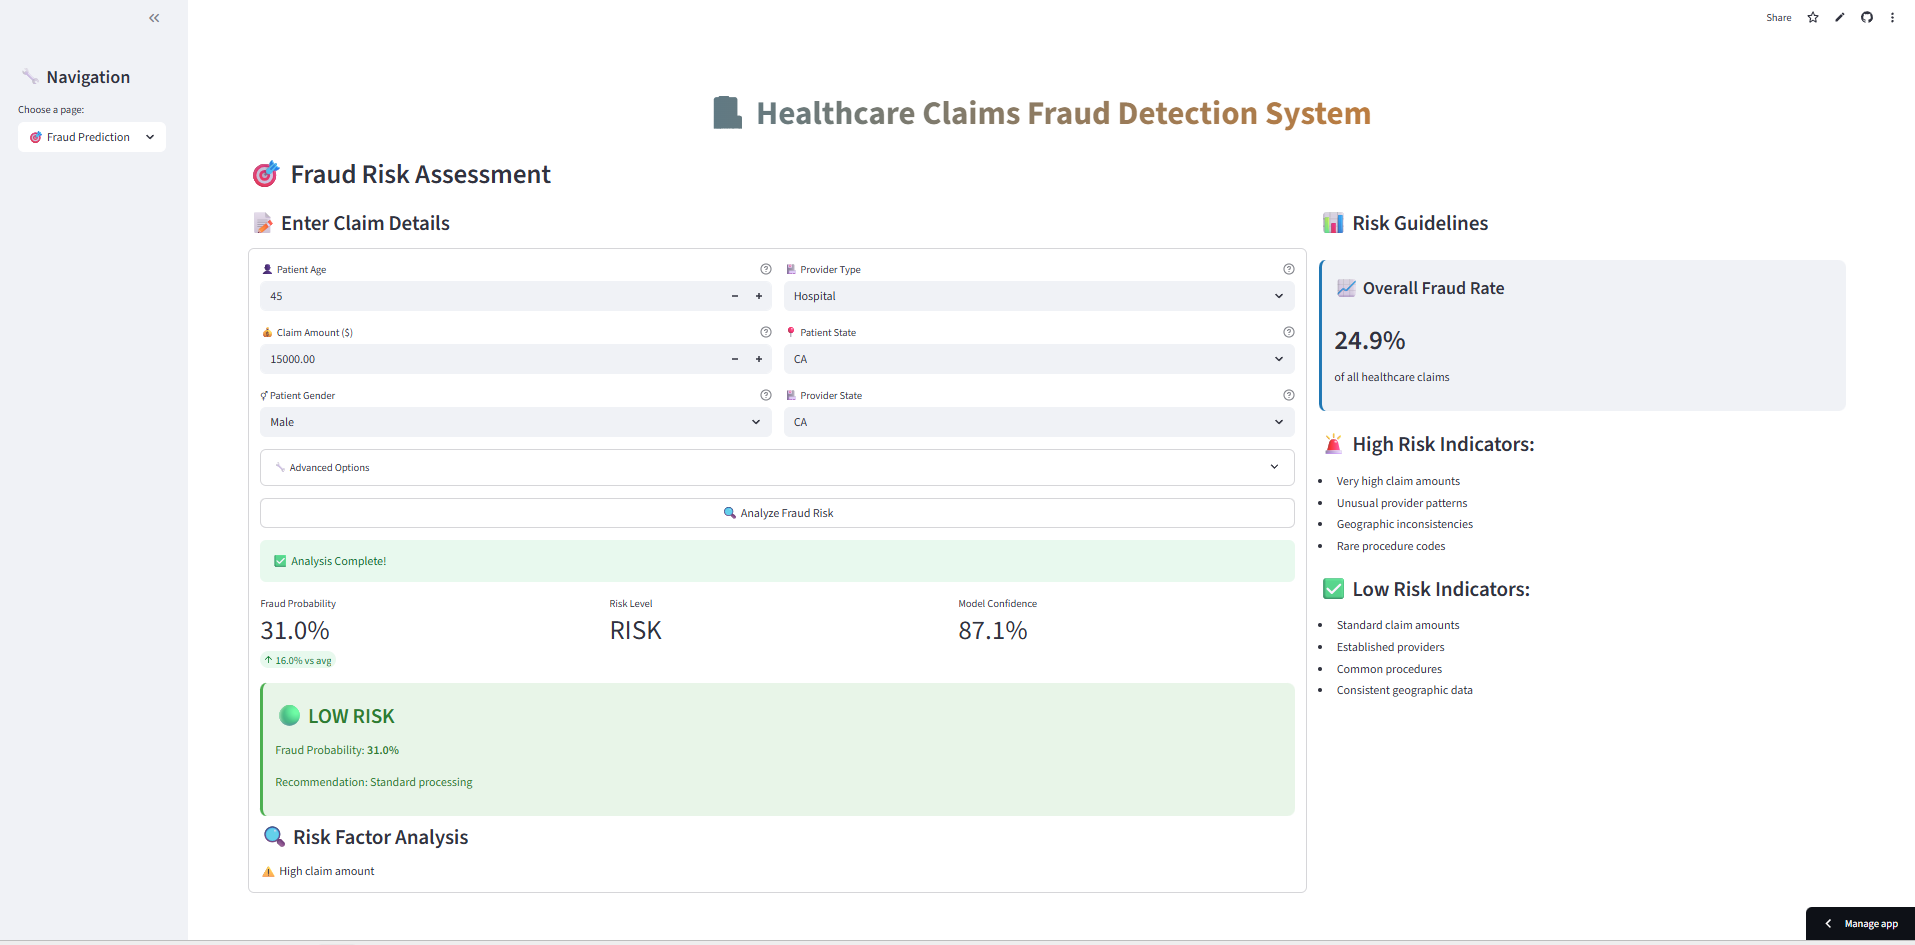 Share
Navigation
Choose a page:
Fraud Prediction
Healthcare Claims Fraud Detection System
Fraud Risk Assessment
Enter Claim Details
Patient Age
45
Provider Type
Hospital
Claim Amount ($)
15000.00
Patient State
CA
Patient Gender
Male
Provider State
CA
Advanced Options
Analyze Fraud Risk
Analysis Complete!
Fraud Probability
31.0%
↑ 16.0% vs avg
Risk Level
RISK
Model Confidence
87.1%
LOW RISK
Fraud Probability: 31.0%
Recommendation: Standard processing
Risk Factor Analysis
High claim amount
Risk Guidelines
Overall Fraud Rate
24.9%
of all healthcare claims
High Risk Indicators:
• Very high claim amounts
• Unusual provider patterns
• Geographic inconsistencies
• Rare procedure codes
Low Risk Indicators:
• Standard claim amounts
• Established providers
• Common procedures
• Consistent geographic data
Manage app